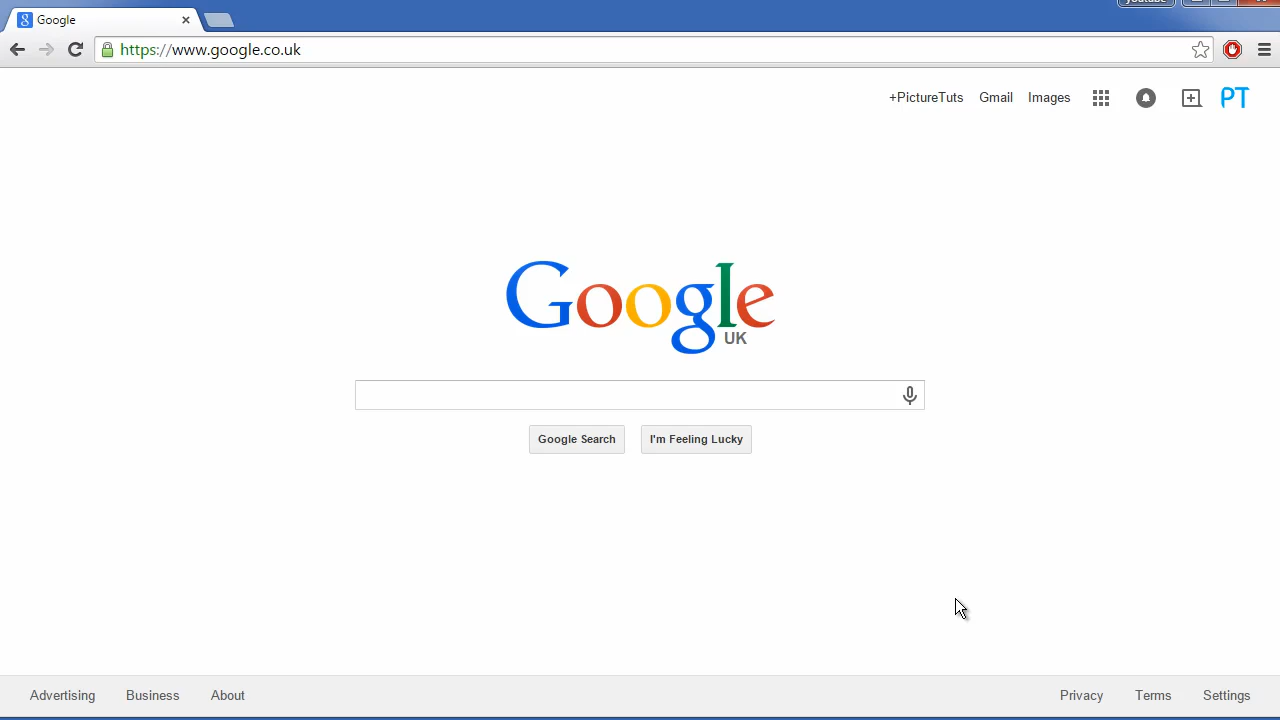 youtube
Google
https://www.google.co.uk
+PictureTuts Gmail Images PT
Google
UK
Google Search I'm Feeling Lucky
Advertising Business About Privacy Terms Settings